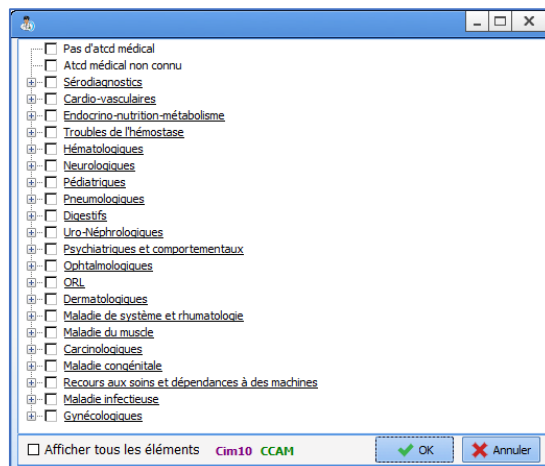 Pas d'atcd médical
Atcd médical non connu
Sérodiagnostics
Cardio-vasculaires
Endocrino-nutrition-métabolisme
Troubles de l'hémostase
Hématologiques
Neurologiques
Pédiatriques
Pneumologiques
Digestifs
Uro-Néphrologiques
Psychiatriques et comportementaux
Ophtalmologiques
ORL
Dermatologiques
Maladie de système et rhumatologie
Maladie du muscle
Carcinologiques
Maladie congénitale
Recours aux soins et dépendances à des machines
Maladie infectieuse
Gynécologiques
Afficher tous les éléments Cim10 CCAM OK Annuler